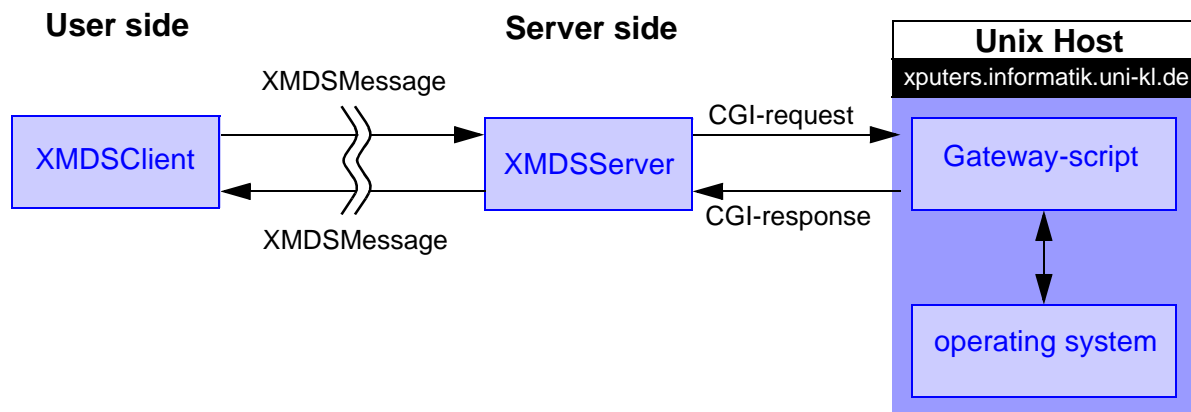 User side
Server side
Unix Host
xputers.informatik.uni-kl.de
XMDSMessage
CGI-request
XMDSClient
XMDSServer
Gateway-script
CGI-response
XMDSMessage
operating system